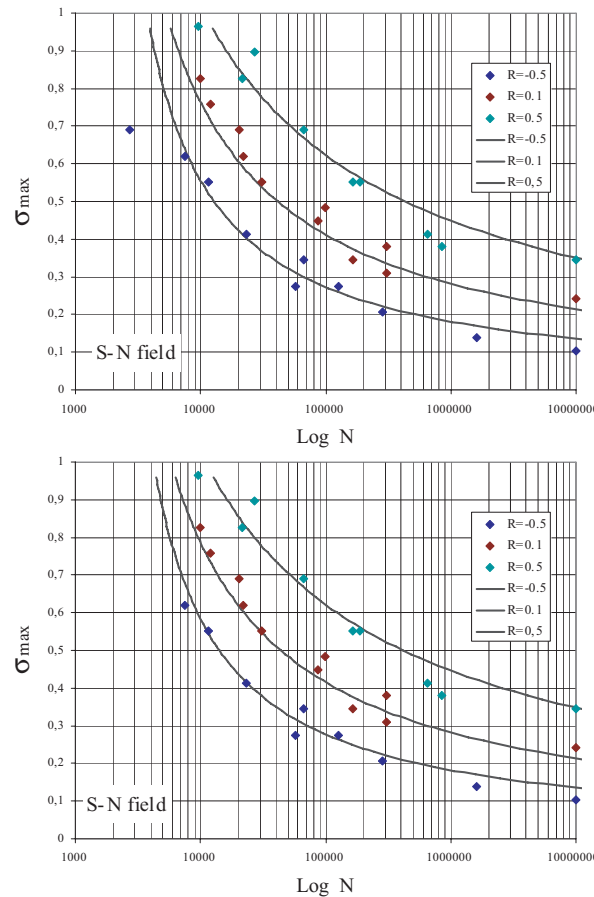 1
0,9
0,8
0,7
0,6
0,5
0,4
0,3
0,2
0,1
0
σmax
R=-0.5
R=0.1
R=0.5
R=-0.5
R=0.1
R=0,5
S-N field
1000
10000
100000
1000000
10000000
Log N
1
0,9
0,8
0,7
0,6
0,5
0,4
0,3
0,2
0,1
0
σmax
R=-0.5
R=0.1
R=0.5
R=-0.5
R=0.1
R=0,5
S-N field
1000
10000
100000
1000000
10000000
Log N